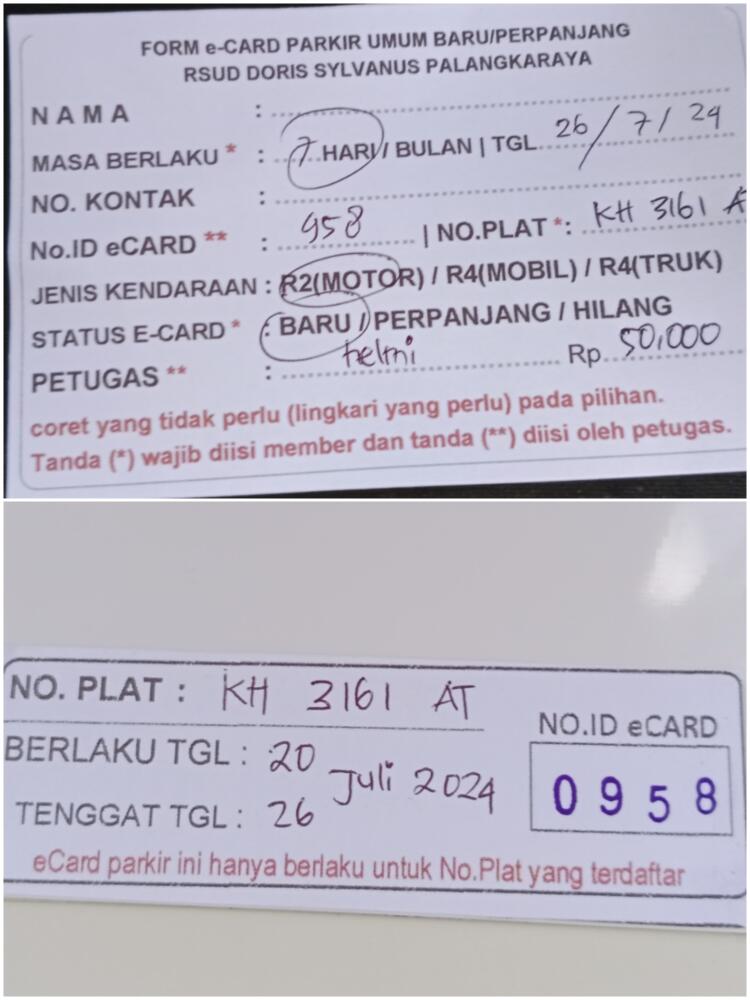 FORM e-CARD PARKIR UMUM BARU/PERPANJANG
RSUD DORIS SYLVANUS PALANGKARAYA
NAMA :
MASA BERLAKU * : 7 HARI / BULAN | TGL. 26/7/24
NO. KONTAK :
No.ID eCARD ** : 958 | NO.PLAT *: KH 3161 A
JENIS KENDARAAN : R2(MOTOR) / R4(MOBIL) / R4(TRUK)
STATUS E-CARD * : BARU / PERPANJANG / HILANG
PETUGAS ** : helmi Rp. 50,000
coret yang tidak perlu (lingkari yang perlu) pada pilihan.
Tanda (*) wajib diisi member dan tanda (**) diisi oleh petugas.
NO. PLAT : KH 3161 AT
BERLAKU TGL : 20 Juli 2024
TENGGAT TGL : 26
NO.ID eCARD
0958
eCard parkir ini hanya berlaku untuk No.Plat yang terdaftar